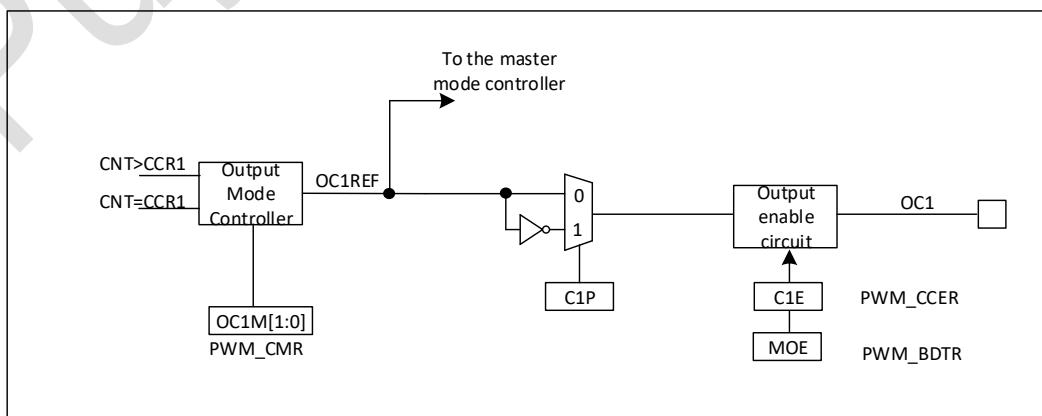 To the master
mode controller
CNT>CCR1
CNT=CCR1
Output
Mode
Controller
OC1REF
0
1
Output
enable
circuit
OC1
C1P
C1E
PWM_CCER
OC1M[1:0]
PWM_CMR
MOE
PWM_BDTR